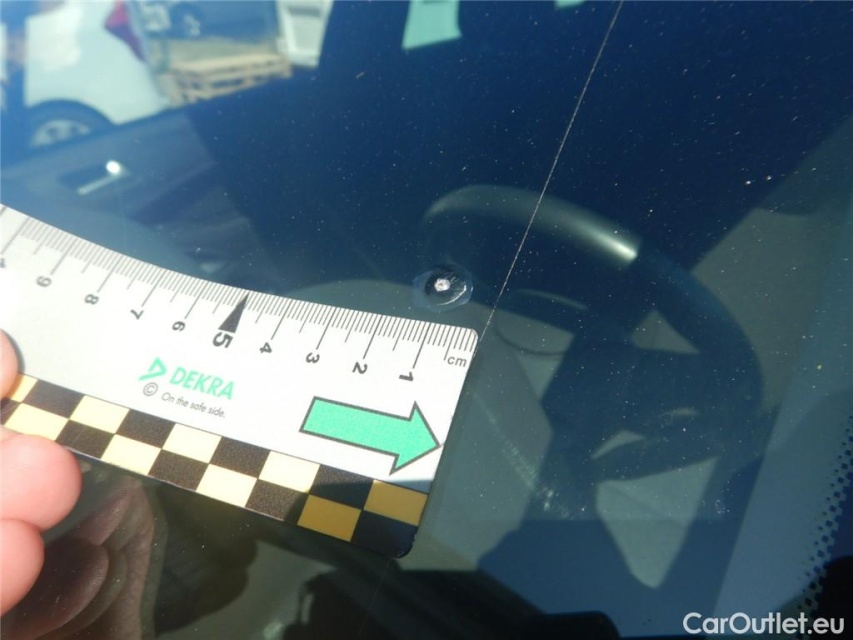 9 8 7 6 5 4 3 2 1 cm
DEKRA
© On the safe side.
CarOutlet.eu